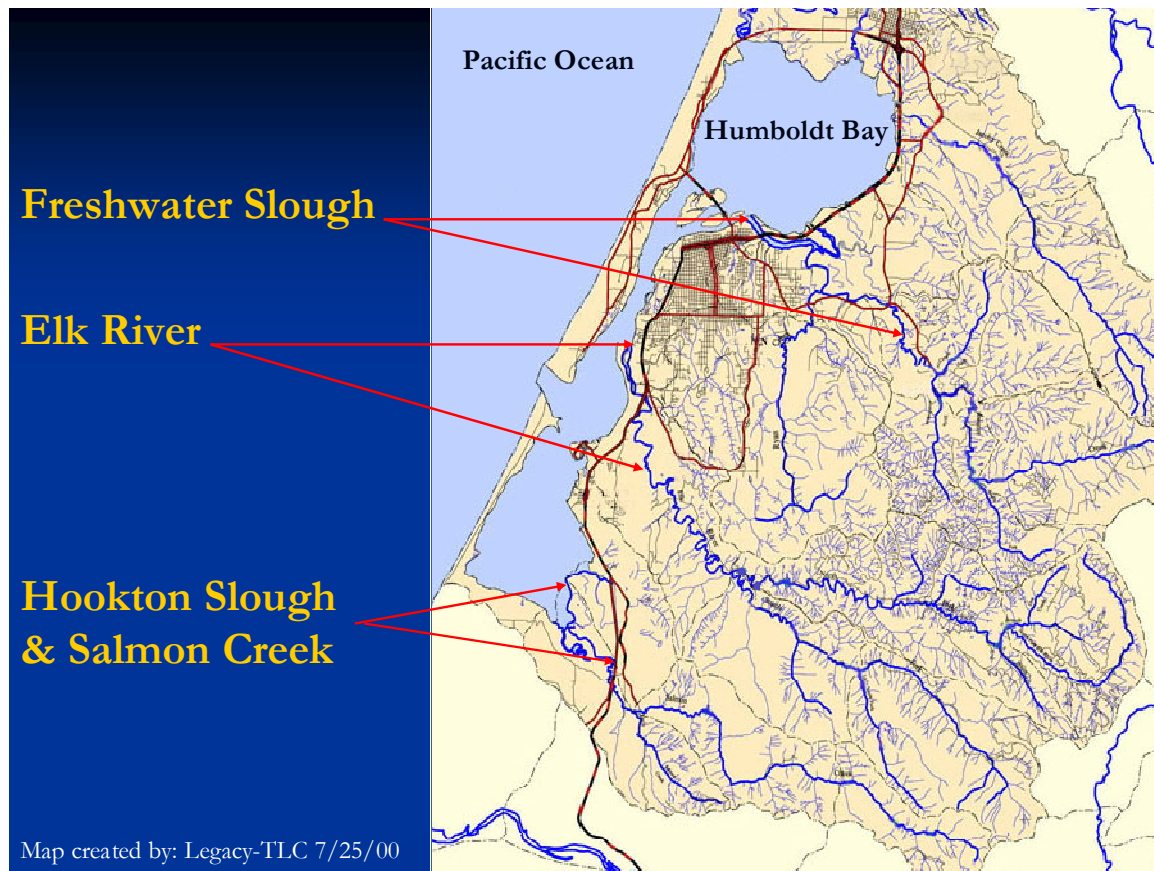 Pacific Ocean
Humboldt Bay
Freshwater Slough
Elk River
Hookton Slough
& Salmon Creek
Ryan
Map created by: Legacy-TLC 7/25/00